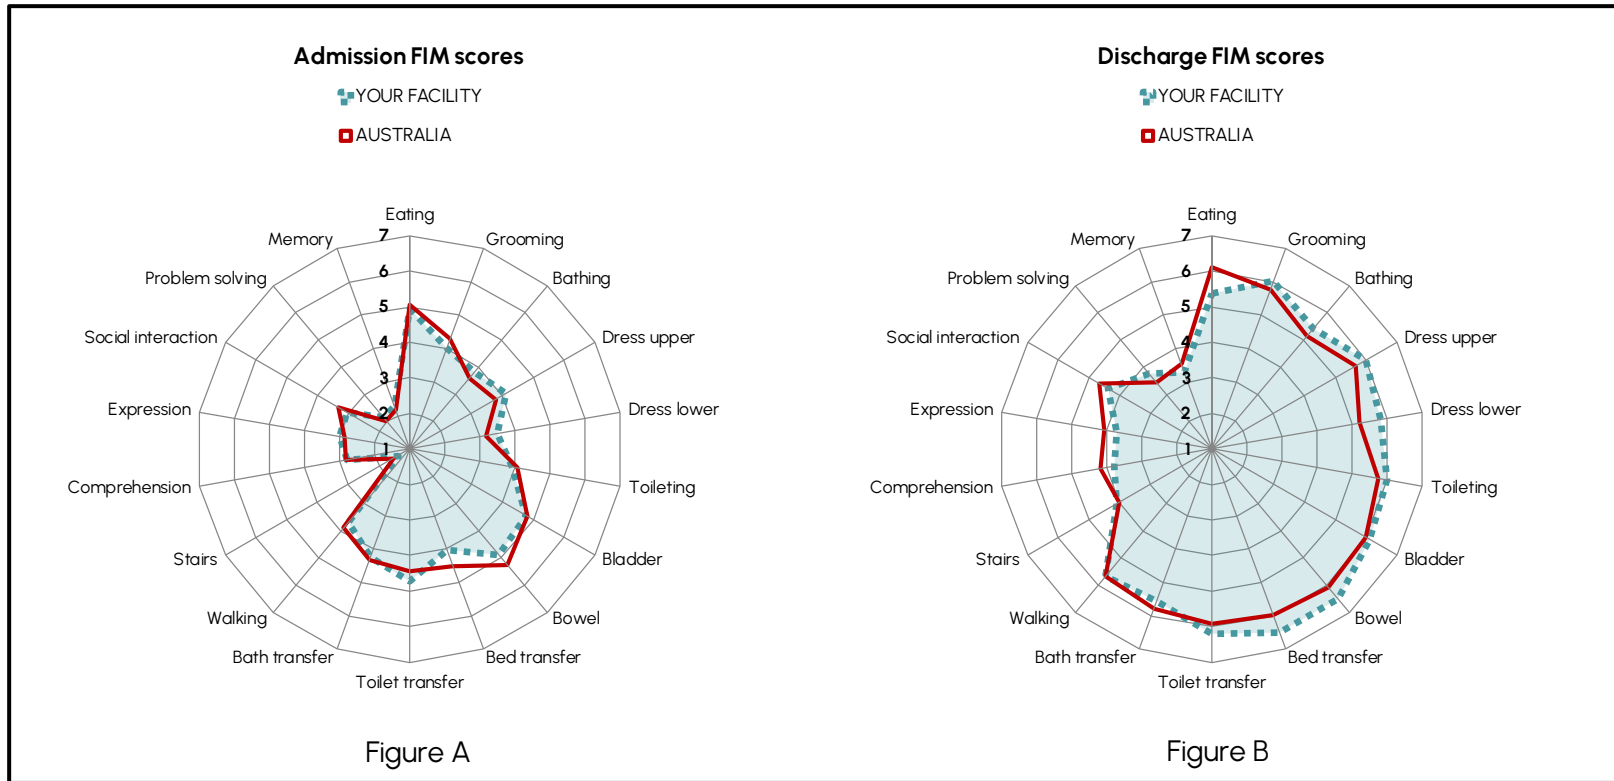 Admission FIM scores
YOUR FACILITY
AUSTRALIA
Eating
Grooming
Bathing
Dress upper
Dress lower
Toileting
Bladder
Bowel
Bed transfer
Toilet transfer
Bath transfer
Walking
Stairs
Comprehension
Expression
Social interaction
Problem solving
Memory
7
6
5
4
3
2
1
Figure A
Discharge FIM scores
YOUR FACILITY
AUSTRALIA
Eating
Grooming
Bathing
Dress upper
Dress lower
Toileting
Bladder
Bowel
Bed transfer
Toilet transfer
Bath transfer
Walking
Stairs
Comprehension
Expression
Social interaction
Problem solving
Memory
7
6
5
4
3
2
1
Figure B